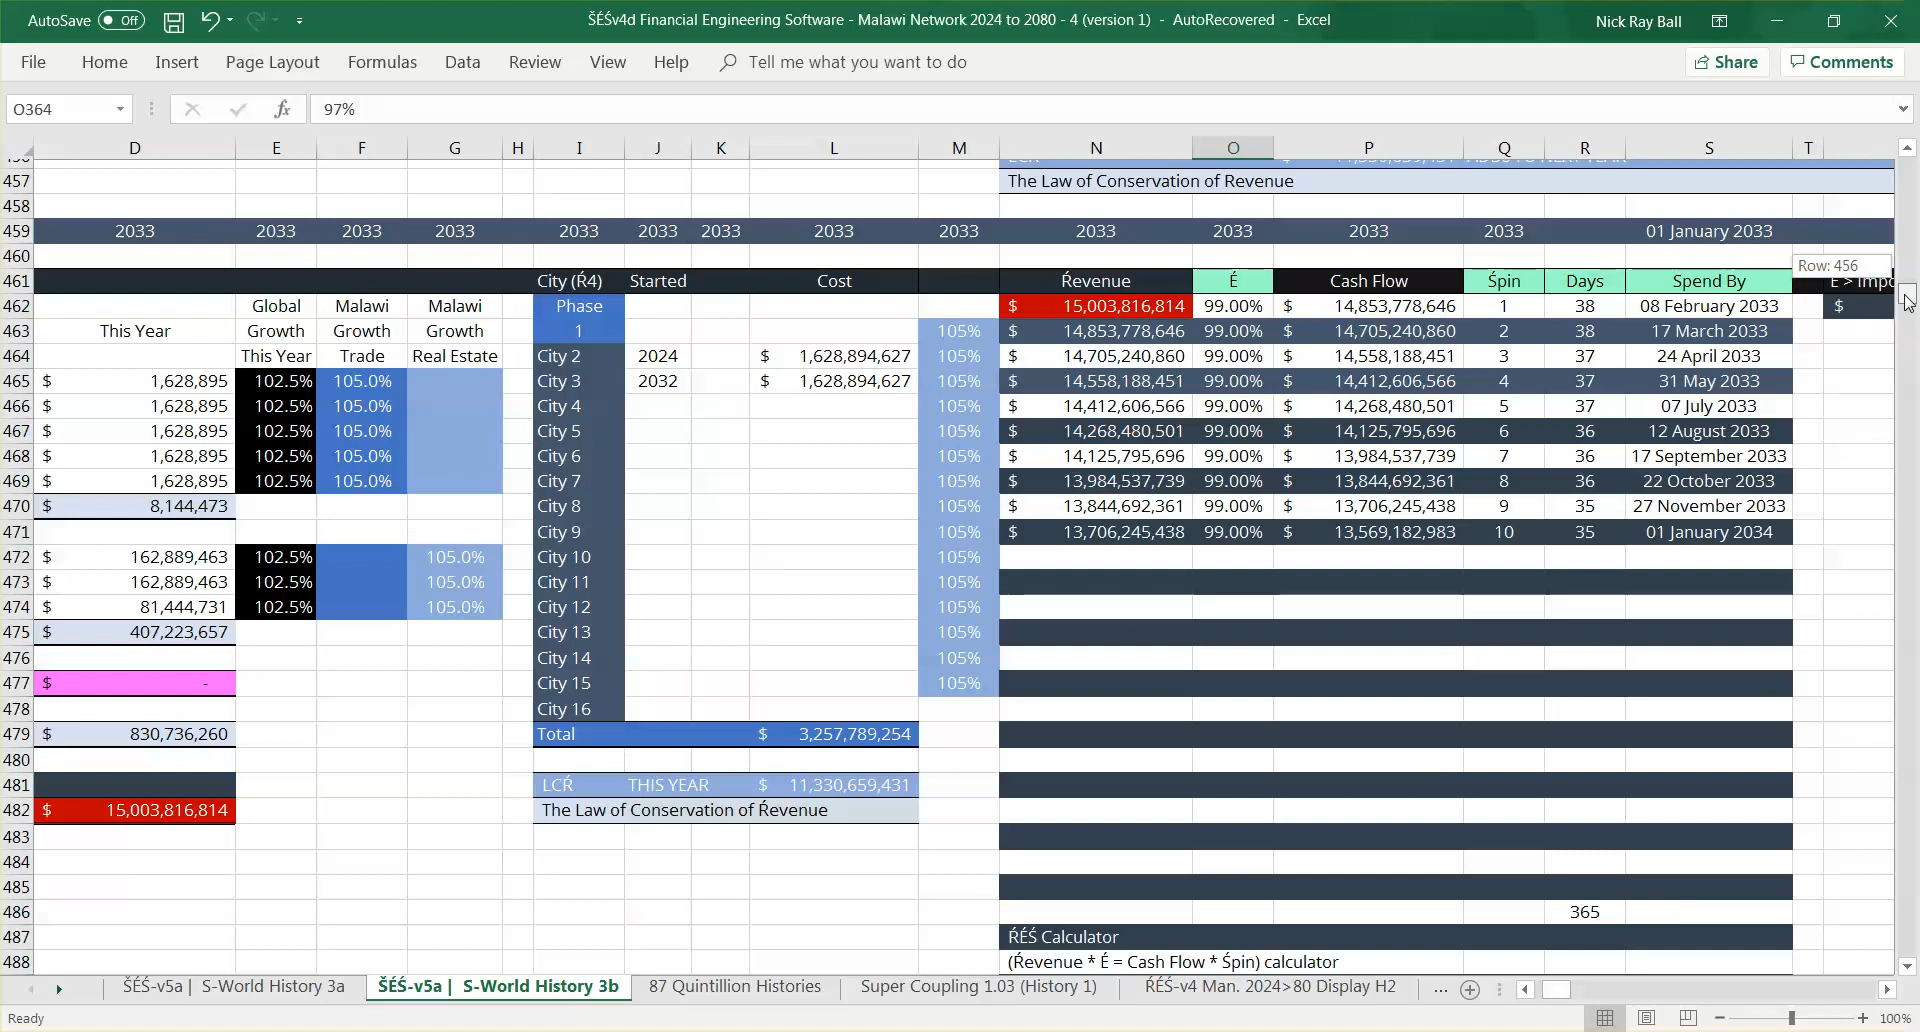 AutoSave Off ŠÉŚv4d Financial Engineering Software - Malawi Network 2024 to 2080 - 4 (version 1) - AutoRecovered - Excel Nick Ray Ball
File Home Insert Page Layout Formulas Data Review View Help Tell me what you want to do Share Comments
O364 fx 97%
D E F G H I J K L M N O P Q R S T
457 The Law of Conservation of Revenue
458
459 2033 2033 2033 2033 2033 2033 2033 2033 2033 2033 2033 2033 2033 01 January 2033
460
Row: 456
461 City (Ŕ4) Started Cost Ŕevenue É Cash Flow Śpin Days Spend By
462 Global Malawi Malawi Phase $ 15,003,816,814 99.00% $ 14,853,778,646 1 38 08 February 2033 $
463 This Year Growth Growth Growth 1 105% $ 14,853,778,646 99.00% $ 14,705,240,860 2 38 17 March 2033
464 This Year Trade Real Estate City 2 2024 $ 1,628,894,627 105% $ 14,705,240,860 99.00% $ 14,558,188,451 3 37 24 April 2033
465 $ 1,628,895 102.5% 105.0% City 3 2032 $ 1,628,894,627 105% $ 14,558,188,451 99.00% $ 14,412,606,566 4 37 31 May 2033
466 $ 1,628,895 102.5% 105.0% City 4 105% $ 14,412,606,566 99.00% $ 14,268,480,501 5 37 07 July 2033
467 $ 1,628,895 102.5% 105.0% City 5 105% $ 14,268,480,501 99.00% $ 14,125,795,696 6 36 12 August 2033
468 $ 1,628,895 102.5% 105.0% City 6 105% $ 14,125,795,696 99.00% $ 13,984,537,739 7 36 17 September 2033
469 $ 1,628,895 102.5% 105.0% City 7 105% $ 13,984,537,739 99.00% $ 13,844,692,361 8 36 22 October 2033
470 $ 8,144,473 City 8 105% $ 13,844,692,361 99.00% $ 13,706,245,438 9 35 27 November 2033
471 City 9 105% $ 13,706,245,438 99.00% $ 13,569,182,983 10 35 01 January 2034
472 $ 162,889,463 102.5% 105.0% City 10 105%
473 $ 162,889,463 102.5% 105.0% City 11 105%
474 $ 81,444,731 102.5% 105.0% City 12 105%
475 $ 407,223,657 City 13 105%
476 City 14 105%
477 $ - City 15 105%
478 City 16
479 $ 830,736,260 Total $ 3,257,789,254
480
481 LCŔ THIS YEAR $ 11,330,659,431
482 $ 15,003,816,814 The Law of Conservation of Ŕevenue
483
484
485
486 365
487 ŔÉŚ Calculator
488 (Ŕevenue * É = Cash Flow * Śpin) calculator
ŠÉŚ-v5a | S-World History 3a ŠÉŚ-v5a | S-World History 3b 87 Quintillion Histories Super Coupling 1.03 (History 1) ŔÉŚ-v4 Man. 2024>80 Display H2 ...
Ready 100%